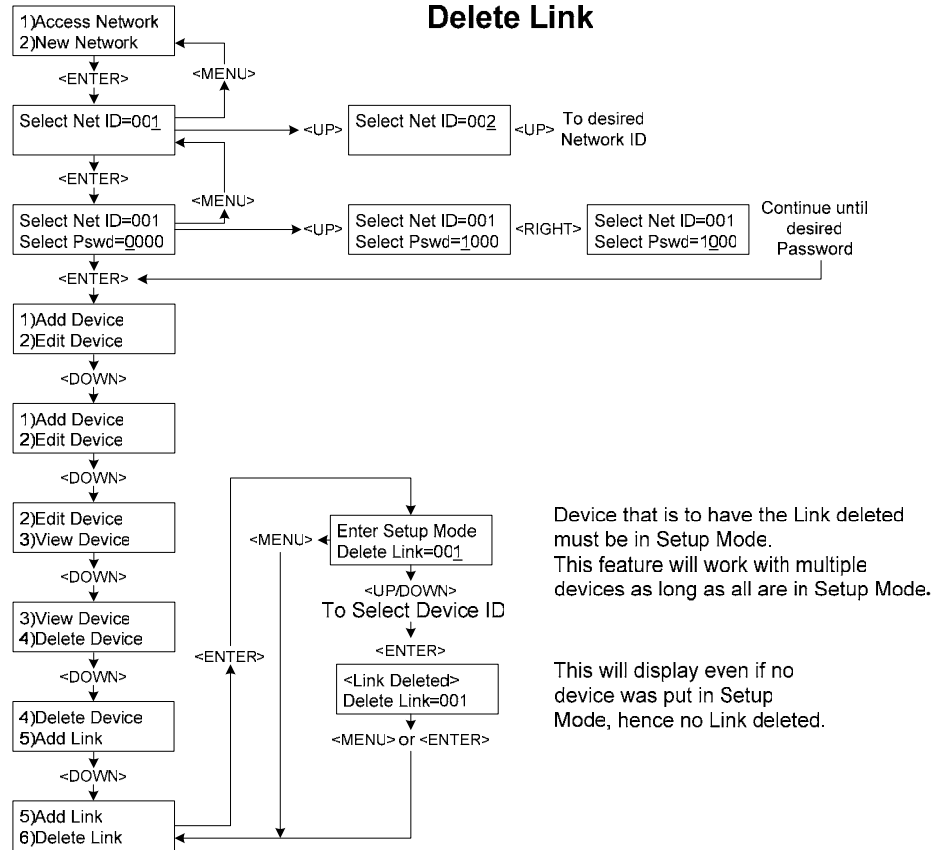 Delete Link
1)Access Network
2)New Network
<MENU>
<ENTER>
Select Net ID=001
<UP>
Select Net ID=002
<UP>
To desired
Network ID
<ENTER>
<MENU>
Select Net ID=001
Select Pswd=0000
<UP>
Select Net ID=001
Select Pswd=1000
<RIGHT>
Select Net ID=001
Select Pswd=1000
Continue until
desired
Password
<ENTER>
1)Add Device
2)Edit Device
<DOWN>
1)Add Device
2)Edit Device
<DOWN>
2)Edit Device
3)View Device
<DOWN>
3)View Device
4)Delete Device
<DOWN>
4)Delete Device
5)Add Link
<DOWN>
5)Add Link
6)Delete Link
<ENTER>
<MENU>
Enter Setup Mode
Delete Link=001
<UP/DOWN>
To Select Device ID
<ENTER>
<Link Deleted>
Delete Link=001
<MENU> or <ENTER>
Device that is to have the Link deleted
must be in Setup Mode.
This feature will work with multiple
devices as long as all are in Setup Mode.
This will display even if no
device was put in Setup
Mode, hence no Link deleted.